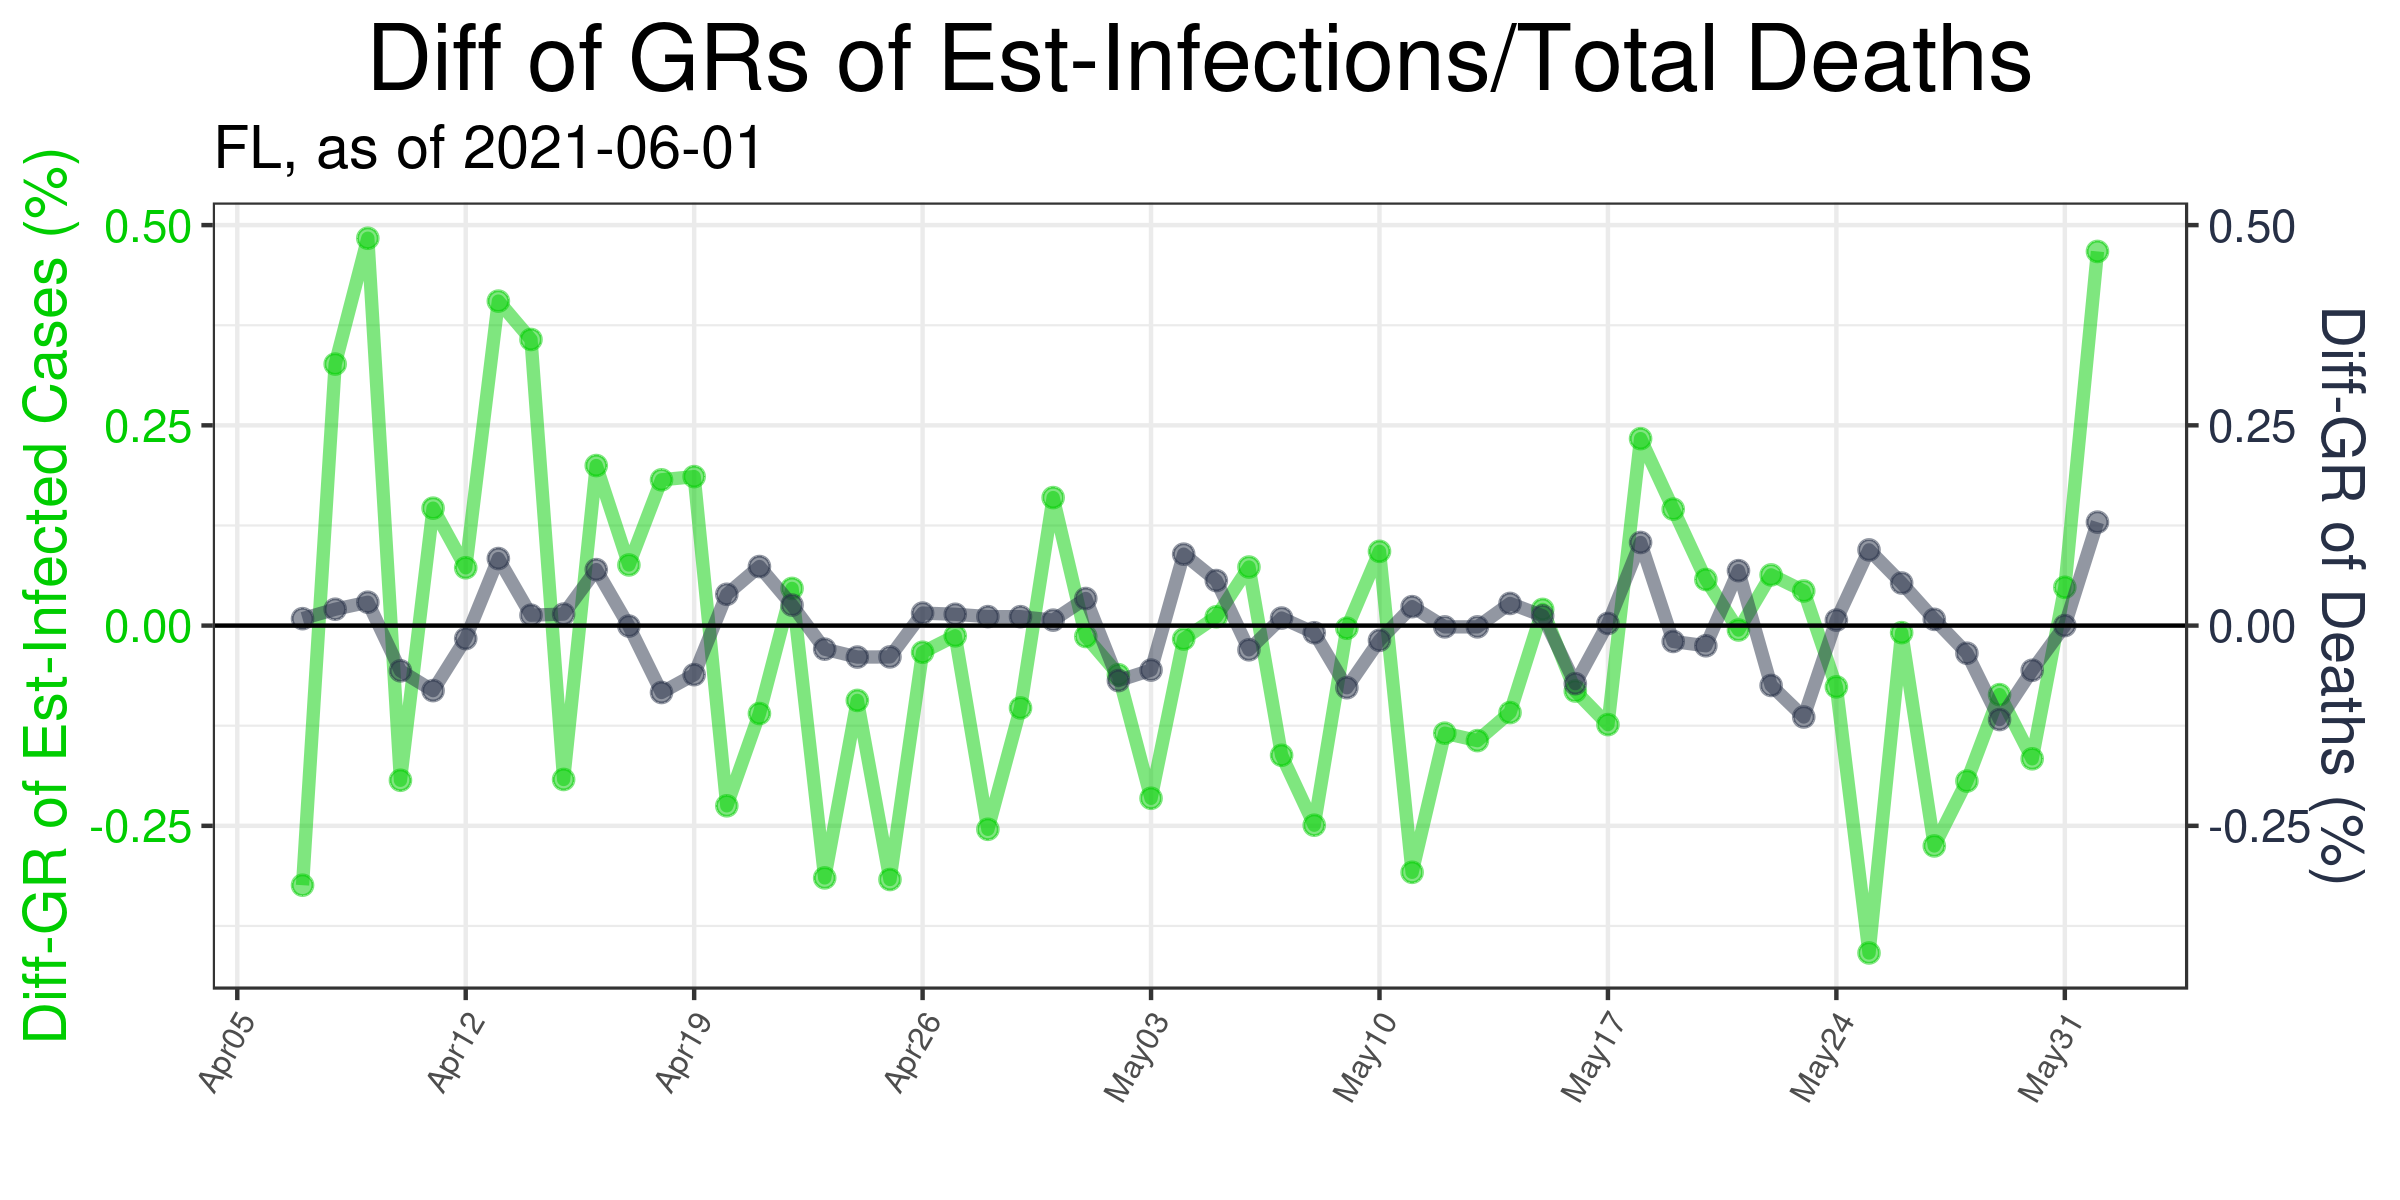 Diff of GRs of Est-Infections/Total Deaths
FL, as of 2021-06-01
Diff-GR of Est-Infected Cases (%)
0.50
0.25
0.00
-0.25
0.50
0.25
0.00
-0.25
Diff-GR of Deaths (%)
Apr05
Apr12
Apr19
Apr26
May03
May10
May17
May24
May31